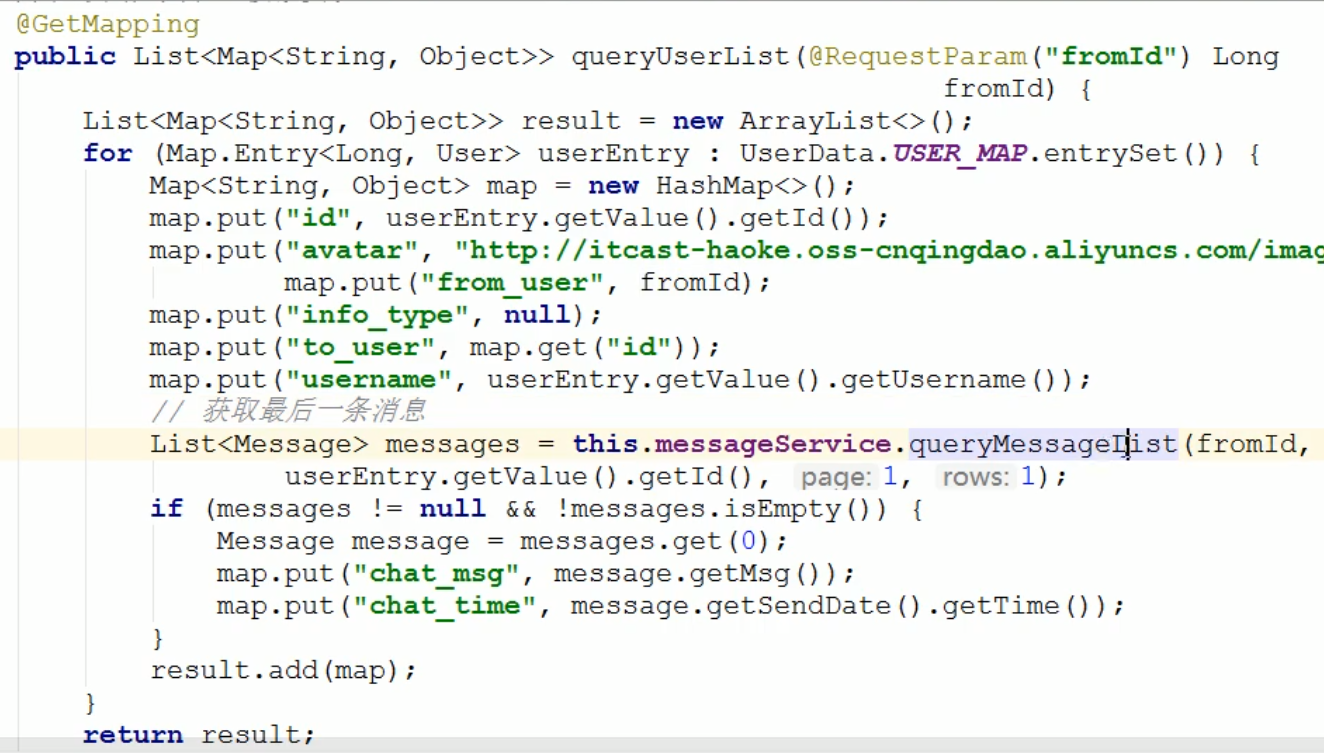 @GetMapping
public List<Map<String, Object>> queryUserList(@RequestParam("fromId") Long
fromId) {
List<Map<String, Object>> result = new ArrayList<>();
for (Map.Entry<Long, User> userEntry : UserData.USER_MAP.entrySet()) {
Map<String, Object> map = new HashMap<>();
map.put("id", userEntry.getValue().getId());
map.put("avatar", "http://itcast-haoke.oss-cnqingdao.aliyuncs.com/imag
map.put("from_user", fromId);
map.put("info_type", null);
map.put("to_user", map.get("id"));
map.put("username", userEntry.getValue().getUsername());
// 获取最后一条消息
List<Message> messages = this.messageService.queryMessageList(fromId,
userEntry.getValue().getId(), page: 1, rows: 1);
if (messages != null && !messages.isEmpty()) {
Message message = messages.get(0);
map.put("chat_msg", message.getMsg());
map.put("chat_time", message.getSendDate().getTime());
}
result.add(map);
}
return result;